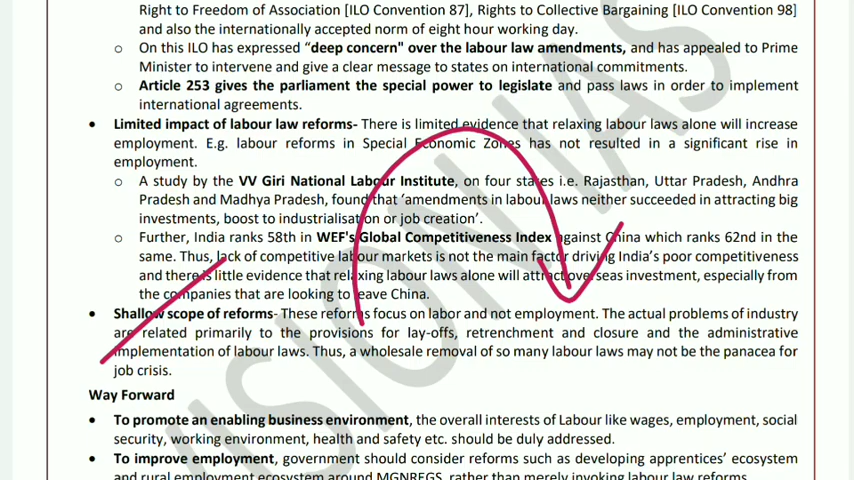 Right to Freedom of Association [ILO Convention 87], Rights to Collective Bargaining [ILO Convention 98]
and also the internationally accepted norm of eight hour working day.
o On this ILO has expressed "deep concern" over the labour law amendments, and has appealed to Prime
Minister to intervene and give a clear message to states on international commitments.
o Article 253 gives the parliament the special power to legislate and pass laws in order to implement
international agreements.
• Limited impact of labour law reforms- There is limited evidence that relaxing labour laws alone will increase
employment. E.g. labour reforms in Special Economic Zones has not resulted in a significant rise in
employment.
o A study by the VV Giri National Labour Institute, on four states i.e. Rajasthan, Uttar Pradesh, Andhra
Pradesh and Madhya Pradesh, found that 'amendments in labour laws neither succeeded in attracting big
investments, boost to industrialisation or job creation'.
o Further, India ranks 58th in WEF's Global Competitiveness Index against China which ranks 62nd in the
same. Thus, lack of competitive labour markets is not the main factor driving India's poor competitiveness
and there is little evidence that relaxing labour laws alone will attract overseas investment, especially from
the companies that are looking to leave China.
• Shallow scope of reforms- These reforms focus on labor and not employment. The actual problems of industry
are related primarily to the provisions for lay-offs, retrenchment and closure and the administrative
implementation of labour laws. Thus, a wholesale removal of so many labour laws may not be the panacea for
job crisis.
Way Forward
• To promote an enabling business environment, the overall interests of Labour like wages, employment, social
security, working environment, health and safety etc. should be duly addressed.
• To improve employment, government should consider reforms such as developing apprentices' ecosystem
and rural employment ecosystem around MGNREGS, rather than merely invoking labour law reforms.
VISION IAS